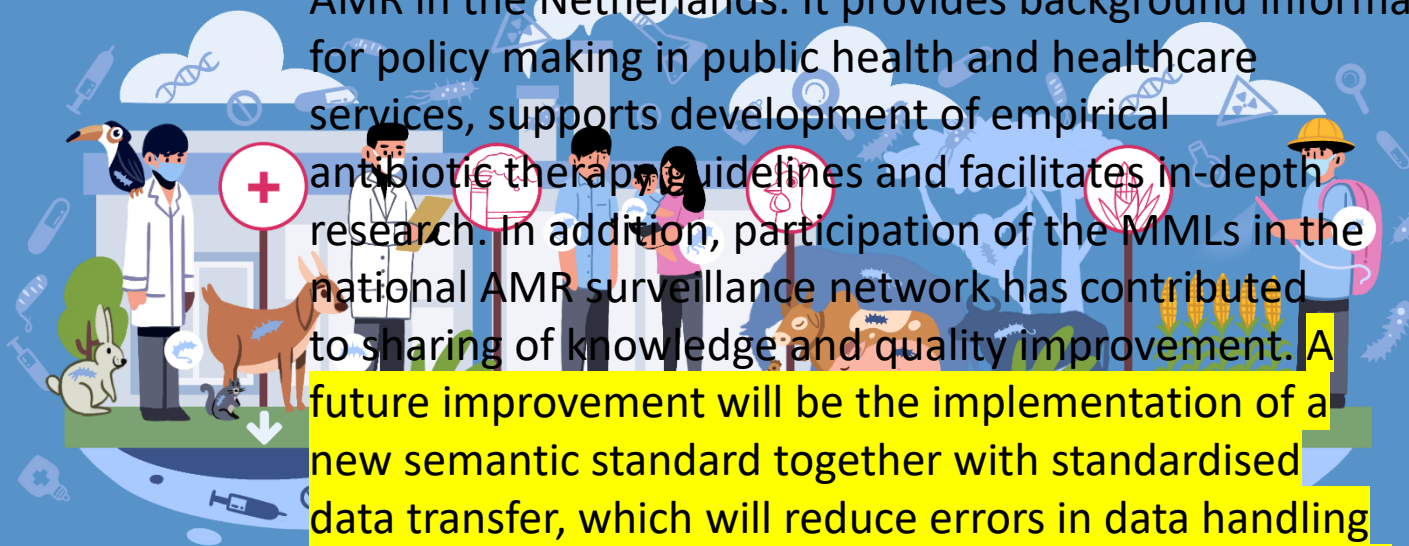 AMR in the Netherlands. It provides background informa
for policy making in public health and healthcare
services, supports development of empirical
antibiotic therapy guidelines and facilitates in-depth
research. In addition, participation of the MMLs in the
national AMR surveillance network has contributed
to sharing of knowledge and quality improvement. A
future improvement will be the implementation of a
new semantic standard together with standardised
data transfer, which will reduce errors in data handling